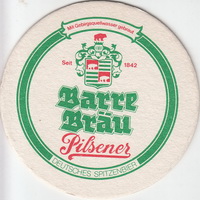 Mit Gebirgsquellwasser gebraut
Seit 1842
Barre
Bräu
Pilsener
DEUTSCHES SPITZENBIER